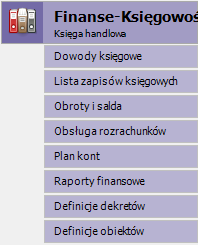 Finanse-Księgowoś
Księga handlowa
Dowody księgowe
Lista zapisów księgowych
Obroty i salda
Obsługa rozrachunków
Plan kont
Raporty finansowe
Definicje dekretów
Definicje obiektów